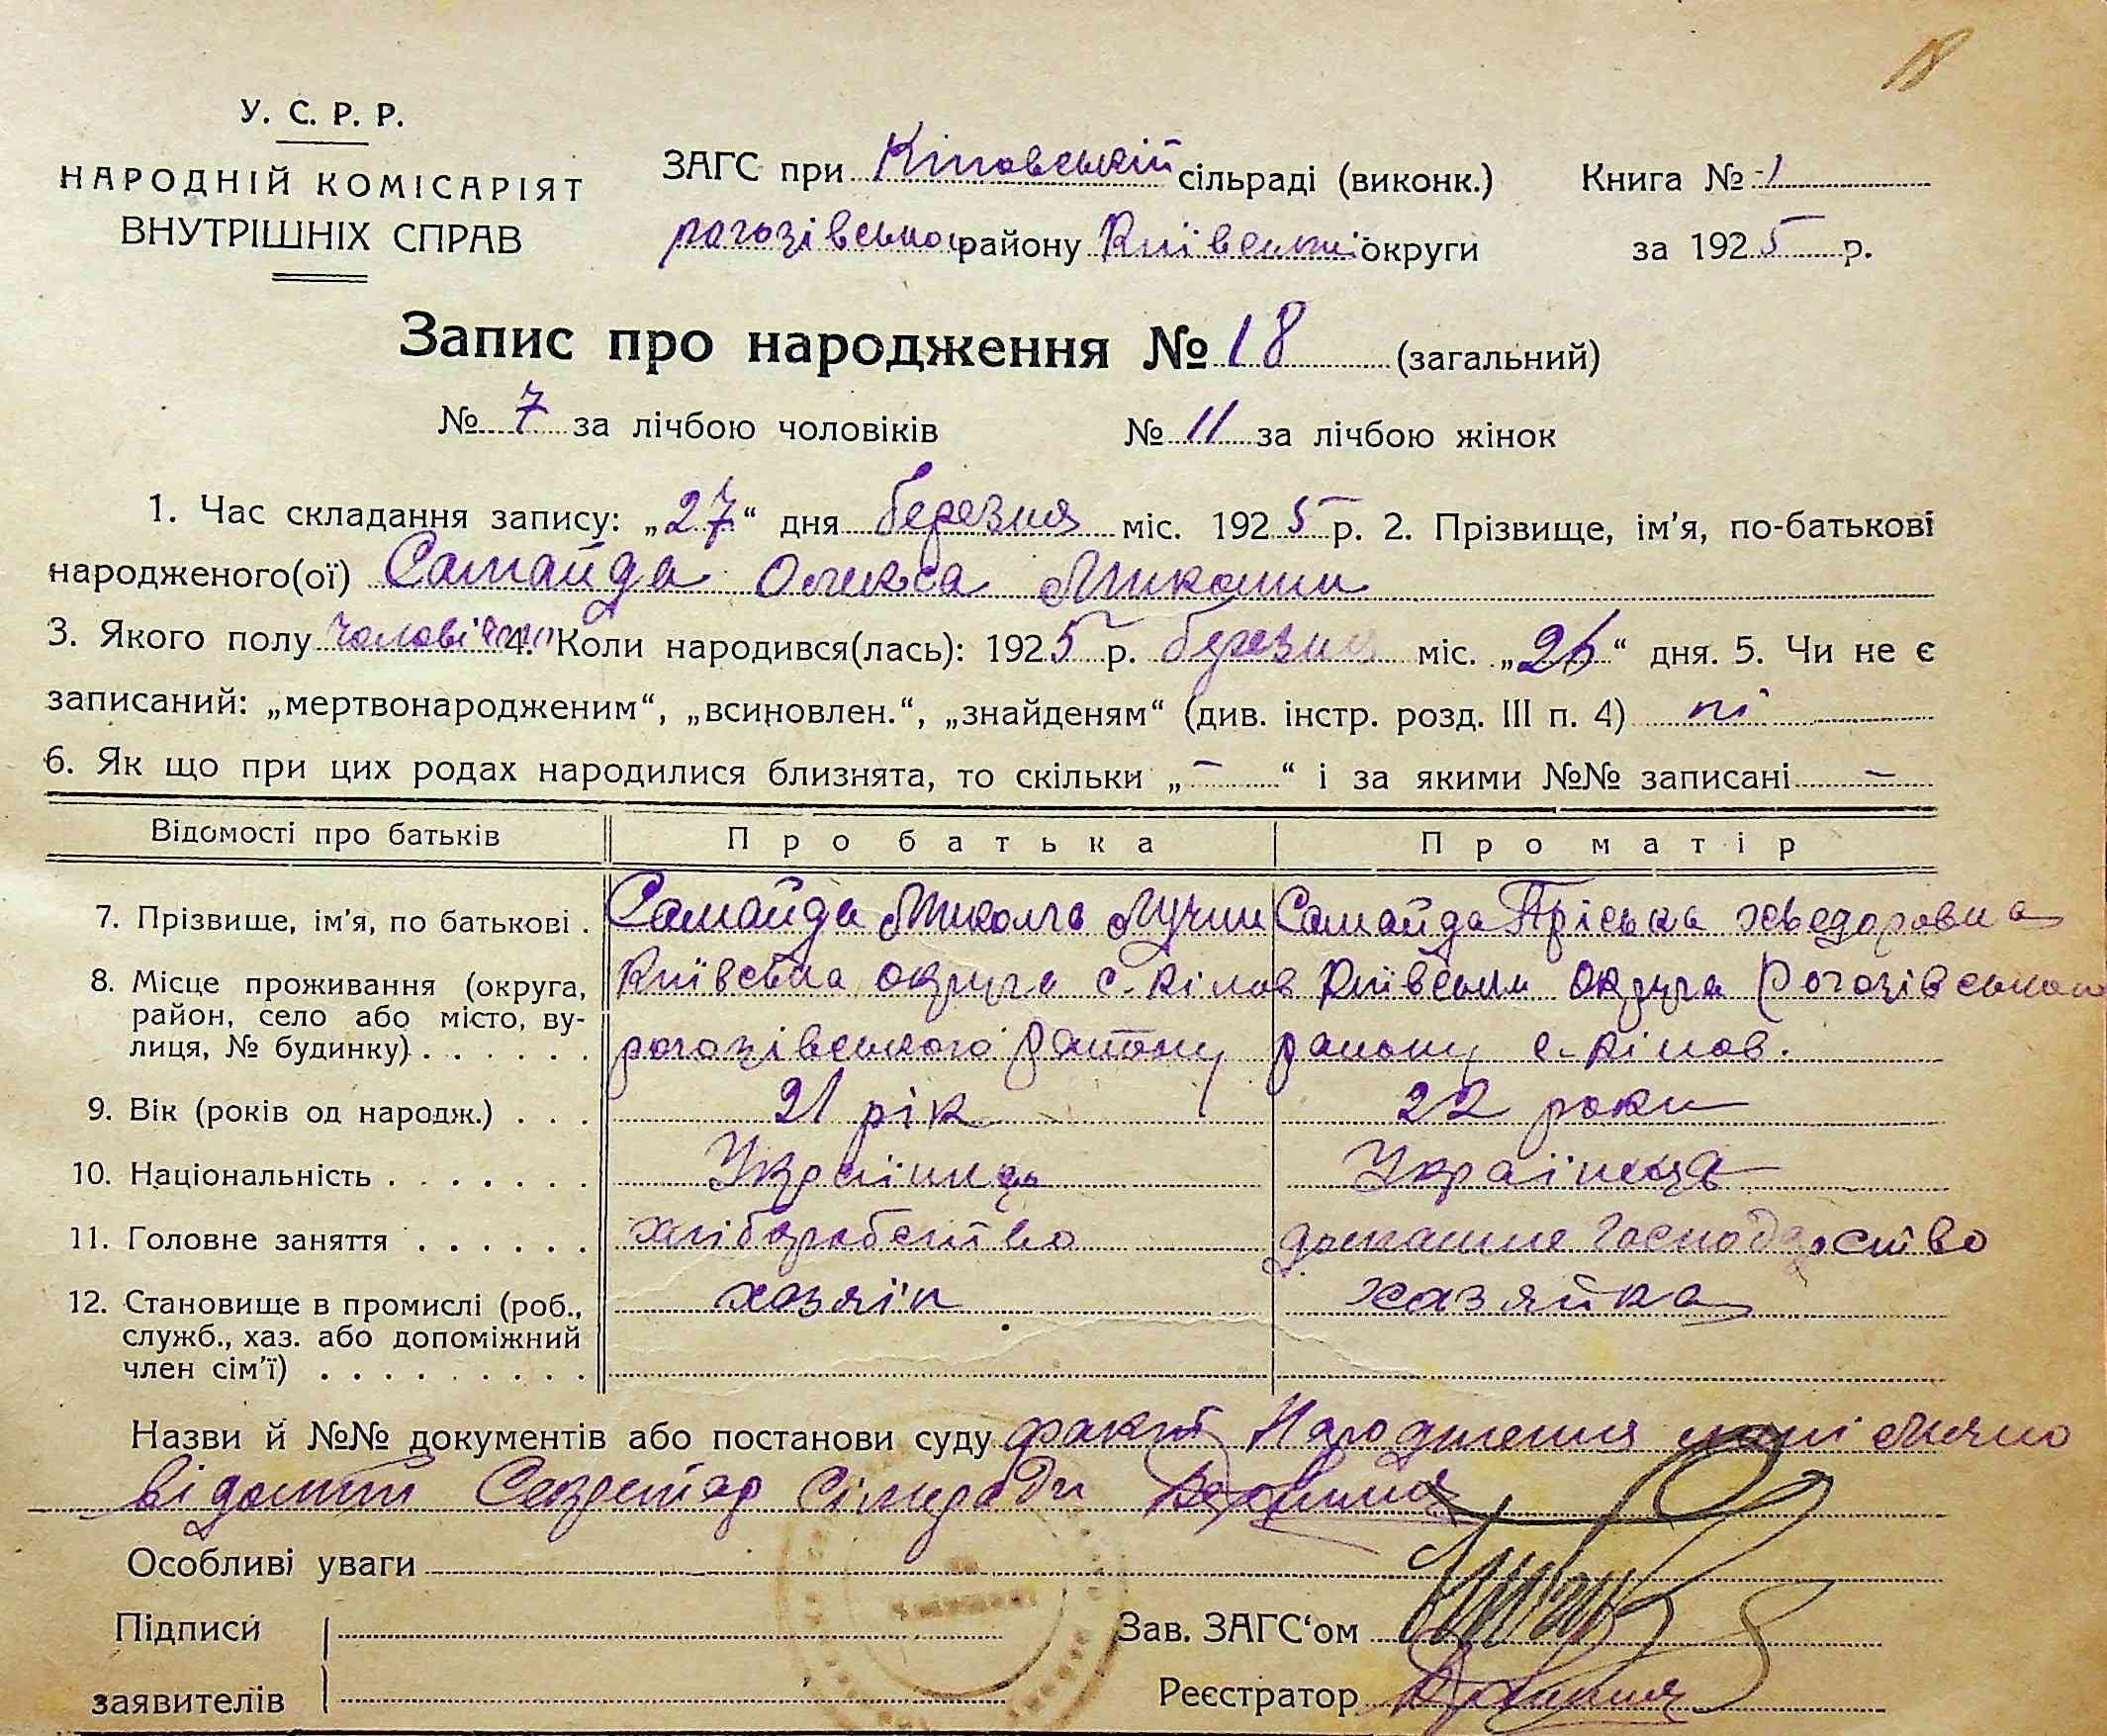 18
У. С. Р. Р.
НАРОДНІЙ КОМІСАРІЯТ
ВНУТРІШНІХ СПРАВ
ЗАГС при Кіловській сільраді (виконк.)
рогозівського району Київської округи
Книга № 1
за 1925 р.
Запис про народження № 18 (загальний)
№ 7 за лічбою чоловіків № 11 за лічбою жінок
1. Час складання запису: „27“ дня березня міс. 1925 р. 2. Прізвище, ім'я, по-батькові
народженого(ої) Самайда Олекса Миколи
3. Якого полу чоловічого 4. Коли народився(лась): 1925 р. березня міс. „26“ дня. 5. Чи не є
записаний: „мертвонародженим“, „всиновлен.“, „знайденям“ (див. інстр. розд. III п. 4) ні
6. Як що при цих родах народилися близнята, то скільки „ – “ і за якими №№ записані –
Відомості про батьків Про батька Про матір
7. Прізвище, ім'я, по батькові . Самайда Микола Самайда Пріська хведоровна
8. Місце проживання (округа, Київська округа с. Кілов Київська округа Рогозівського
район, село або місто, ву-
лиця, № будинку) . . . . . . рогозівського району району с. Кілов.
9. Вік (років од народж.) . . . 21 рік 22 роки
10. Національність . . . . . . . Українець Українка
11. Головне заняття . . . . . . хліборобство домашнє господарство
12. Становище в промислі (роб., хозяїн хазяйка
служб., хаз. або допоміжний
член сім'ї) . . . . . . . . .
Назви й №№ документів або постанови суду факт Народження мені
відомий Секретар Сільради
Особливі уваги
Підписи
заявителів
Зав. ЗАГС‘ом
Реєстратор